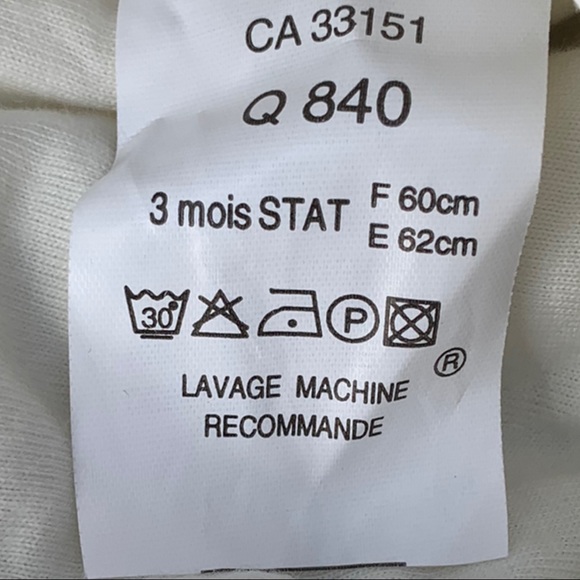 CA 33151
Q 840
3 mois STAT F 60cm
E 62cm
30° P
®
LAVAGE MACHINE
RECOMMANDE